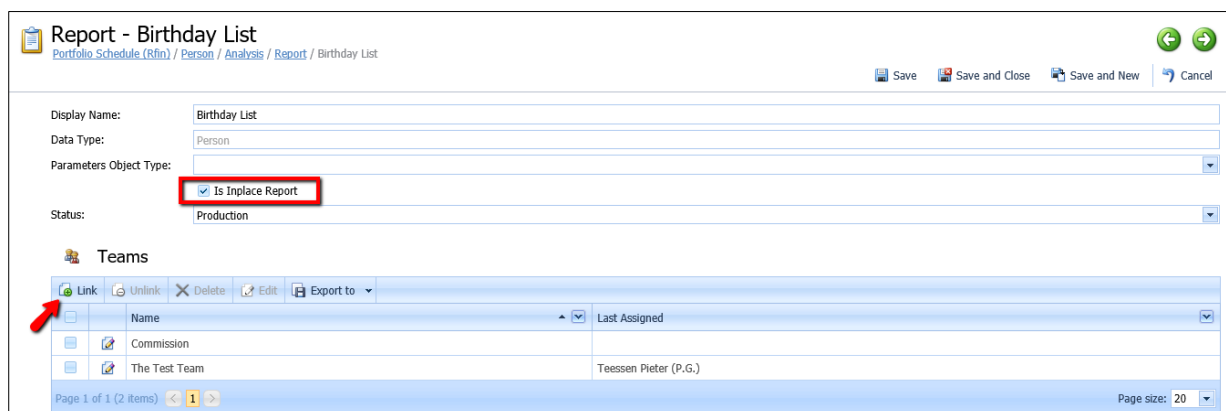 Report - Birthday List
Portfolio Schedule (Rfin) / Person / Analysis / Report / Birthday List
Save Save and Close Save and New Cancel
Display Name: Birthday List
Data Type: Person
Parameters Object Type:
Is Inplace Report
Status: Production
Teams
Link Unlink Delete Edit Export to
Name Last Assigned
Commission
The Test Team Teessen Pieter (P.G.)
Page 1 of 1 (2 items) 1 Page size: 20